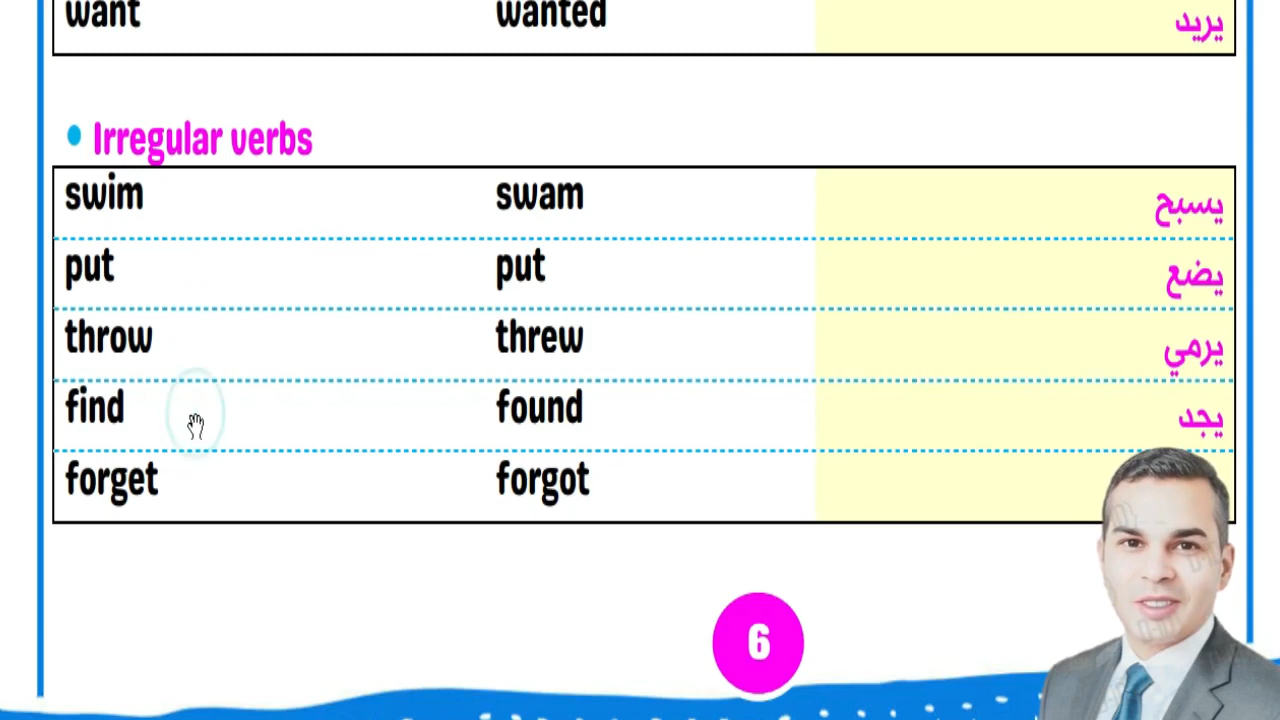 want wanted يريد
• Irregular verbs
swim swam يسبح
put put يضع
throw threw يرمي
find found يجد
forget forgot
6